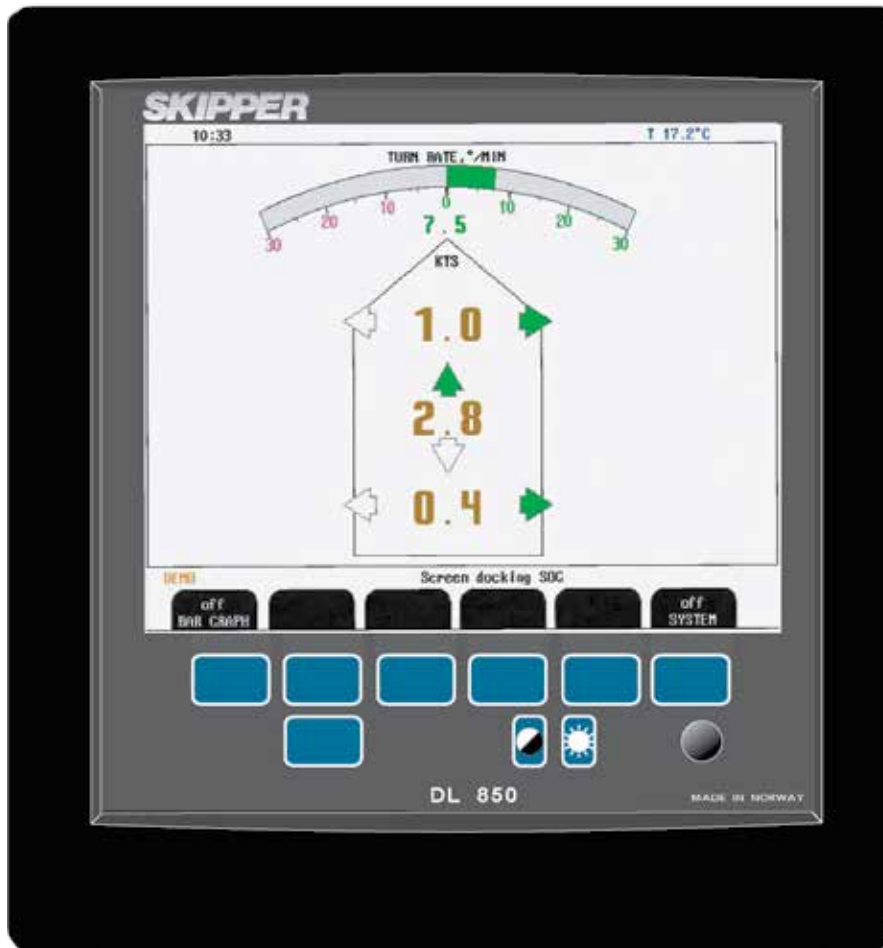 SKIPPER
10:33 T 17.2°C
TURN RATE,°/MIN
30 20 10 0 10 20 30
7.5
KTS
1.0
2.8
0.4
DEMO Screen docking SOG
off off
BAR GRAPH SYSTEM
DL 850 MADE IN NORWAY